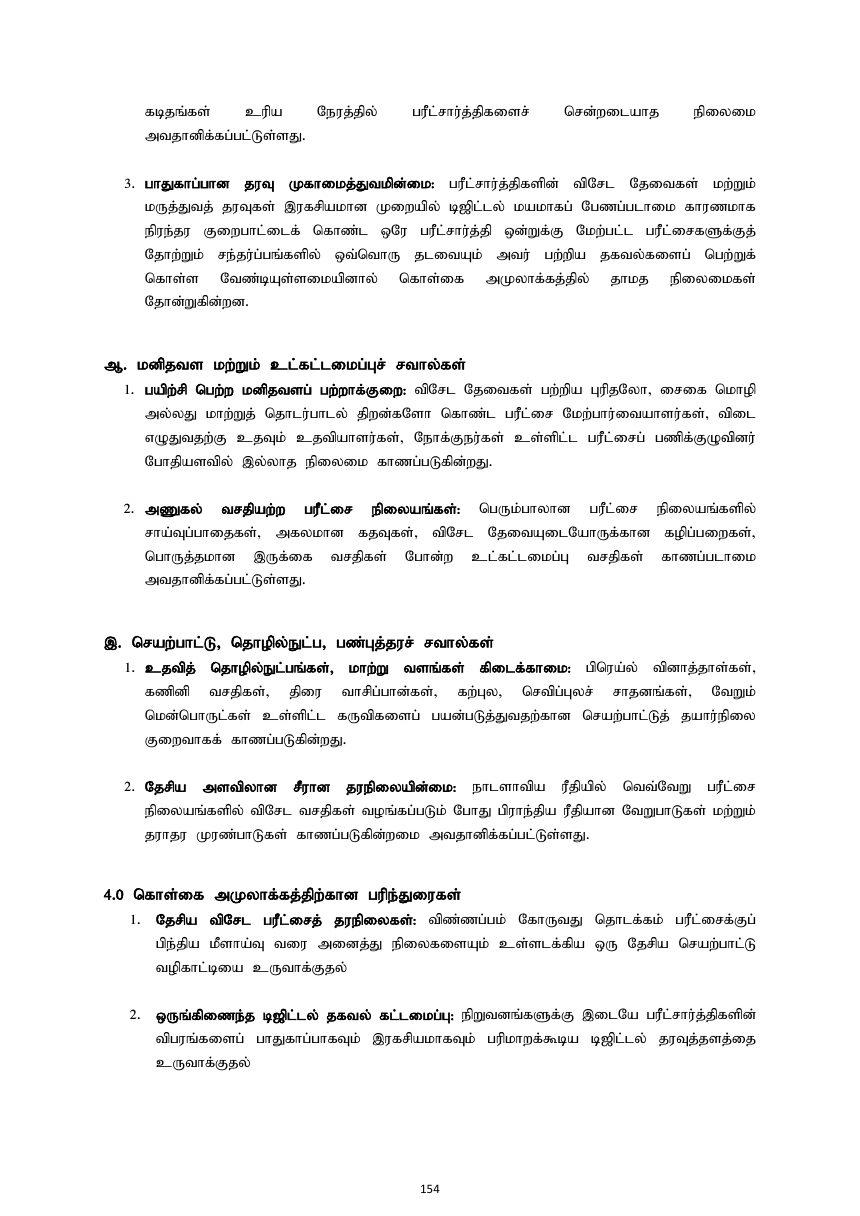 கடிதங்கள் உரிய நேரத்தில் பரீட்சார்த்திகளைச் சென்றடையாத நிலைமை
அவதானிக்கப்பட்டுள்ளது.
3. பாதுகாப்பான தரவு முகாமைத்துவமின்மை: பரீட்சார்த்திகளின் விசேட தேவைகள் மற்றும்
மருத்துவத் தரவுகள் இரகசியமான முறையில் டிஜிட்டல் மயமாகப் பேணப்படாமை காரணமாக
நிரந்தர குறைபாட்டைக் கொண்ட ஒரே பரீட்சார்த்தி ஒன்றுக்கு மேற்பட்ட பரீட்சைகளுக்குத்
தோற்றும் சந்தர்ப்பங்களில் ஒவ்வொரு தடவையும் அவர் பற்றிய தகவல்களைப் பெற்றுக்
கொள்ள வேண்டியுள்ளமையினால் கொள்கை அமுலாக்கத்தில் தாமத நிலைமைகள்
தோன்றுகின்றன.
ஆ. மனிதவள மற்றும் உட்கட்டமைப்புச் சவால்கள்
1. பயிற்சி பெற்ற மனிதவளப் பற்றாக்குறை: விசேட தேவைகள் பற்றிய புரிதலோ, சைகை மொழி
அல்லது மாற்றுத் தொடர்பாடல் திறன்களோ கொண்ட பரீட்சை மேற்பார்வையாளர்கள், விடை
எழுதுவதற்கு உதவும் உதவியாளர்கள், நோக்குநர்கள் உள்ளிட்ட பரீட்சைப் பணிக்குழுவினர்
போதியளவில் இல்லாத நிலைமை காணப்படுகின்றது.
2. அணுகல் வசதியற்ற பரீட்சை நிலையங்கள்: பெரும்பாலான பரீட்சை நிலையங்களில்
சாய்வுப்பாதைகள், அகலமான கதவுகள், விசேட தேவையுடையோருக்கான கழிப்பறைகள்,
பொருத்தமான இருக்கை வசதிகள் போன்ற உட்கட்டமைப்பு வசதிகள் காணப்படாமை
அவதானிக்கப்பட்டுள்ளது.
இ. செயற்பாட்டு, தொழில்நுட்ப, பண்புத்தரச் சவால்கள்
1. உதவித் தொழில்நுட்பங்கள், மாற்று வளங்கள் கிடைக்காமை: பிரெய்ல் வினாத்தாள்கள்,
கணினி வசதிகள், திரை வாசிப்பான்கள், கற்புல, செவிப்புலச் சாதனங்கள், வேறும்
மென்பொருட்கள் உள்ளிட்ட கருவிகளைப் பயன்படுத்துவதற்கான செயற்பாட்டுத் தயார்நிலை
குறைவாகக் காணப்படுகின்றது.
2. தேசிய அளவிலான சீரான தரநிலையின்மை: நாடளாவிய ரீதியில் வெவ்வேறு பரீட்சை
நிலையங்களில் விசேட வசதிகள் வழங்கப்படும் போது பிராந்திய ரீதியான வேறுபாடுகள் மற்றும்
தராதர முரண்பாடுகள் காணப்படுகின்றமை அவதானிக்கப்பட்டுள்ளது.
4.0 கொள்கை அமுலாக்கத்திற்கான பரிந்துரைகள்
1. தேசிய விசேட பரீட்சைத் தரநிலைகள்: விண்ணப்பம் கோருவது தொடக்கம் பரீட்சைக்குப்
பிந்திய மீளாய்வு வரை அனைத்து நிலைகளையும் உள்ளடக்கிய ஒரு தேசிய செயற்பாட்டு
வழிகாட்டியை உருவாக்குதல்
2. ஒருங்கிணைந்த டிஜிட்டல் தகவல் கட்டமைப்பு: நிறுவனங்களுக்கு இடையே பரீட்சார்த்திகளின்
விபரங்களைப் பாதுகாப்பாகவும் இரகசியமாகவும் பரிமாறக்கூடிய டிஜிட்டல் தரவுத்தளத்தை
உருவாக்குதல்
154